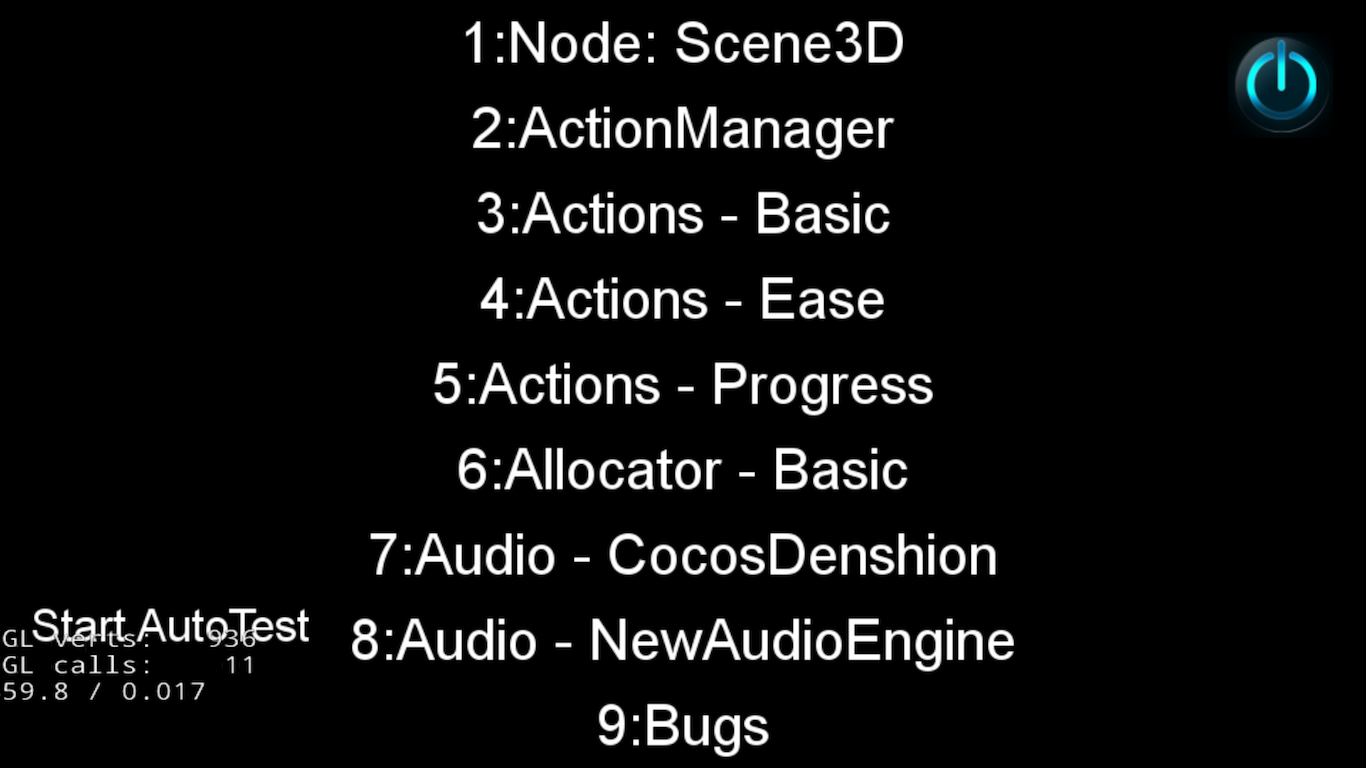 1:Node: Scene3D
2:ActionManager
3:Actions - Basic
4:Actions - Ease
5:Actions - Progress
6:Allocator - Basic
7:Audio - CocosDenshion
Start AutoTest
8:Audio - NewAudioEngine
GL verts: 936
GL calls: 11
59.8 / 0.017
9:Bugs